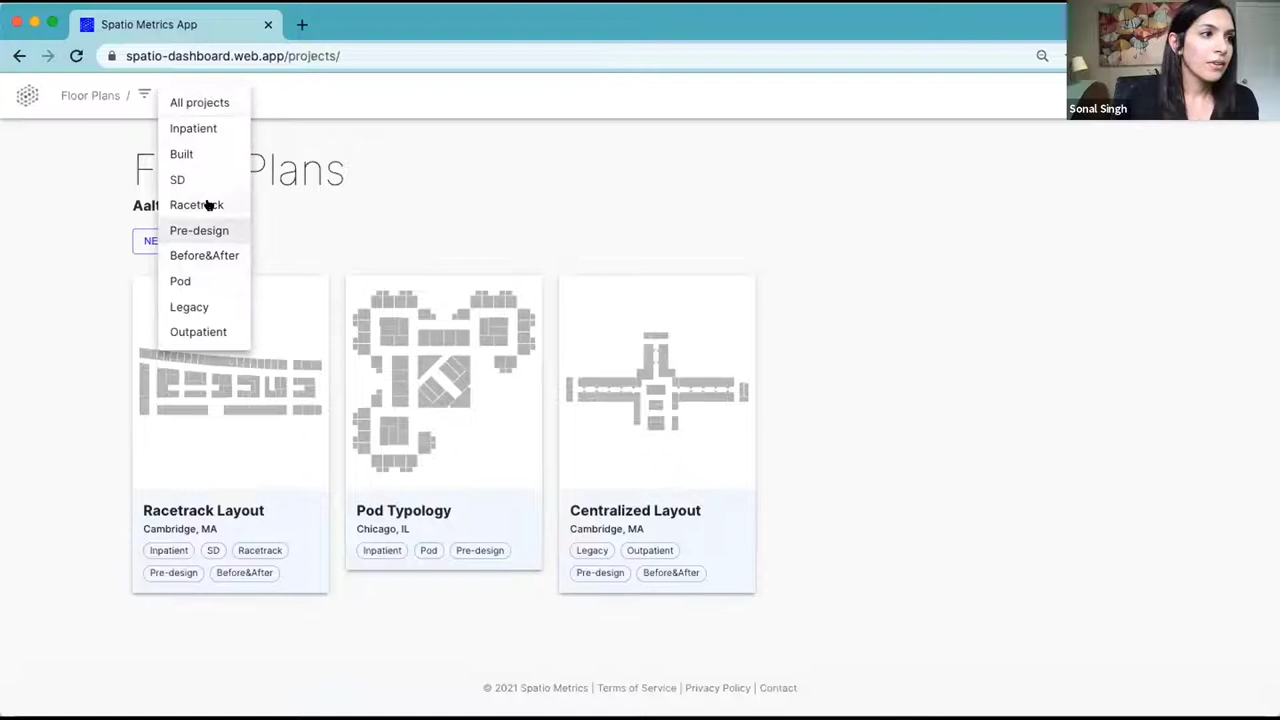 Spatio Metrics App
spatio-dashboard.web.app/projects/
Sonal Singh
Floor Plans /
All projects
Inpatient
Built
SD
Racetrack
Pre-design
Before&After
Pod
Legacy
Outpatient
Plans
Racetrack Layout
Cambridge, MA
Inpatient SD Racetrack
Pre-design Before&After
Pod Typology
Chicago, IL
Inpatient Pod Pre-design
Centralized Layout
Cambridge, MA
Legacy Outpatient
Pre-design Before&After
© 2021 Spatio Metrics | Terms of Service | Privacy Policy | Contact